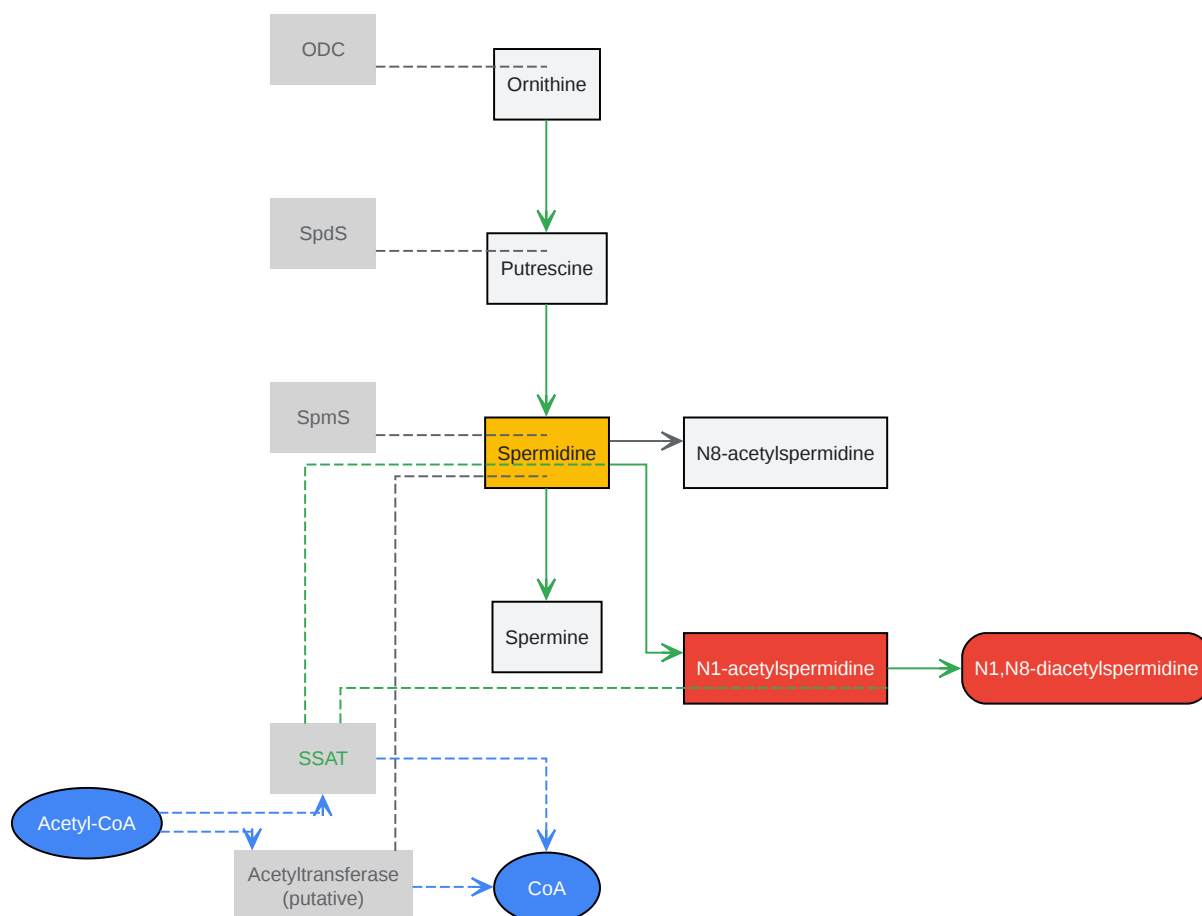 ODC
Ornithine
SpdS
Putrescine
SpmS
Spermidine
N8-acetylspermidine
Spermine
N1-acetylspermidine
N1,N8-diacetylspermidine
SSAT
Acetyl-CoA
Acetyltransferase
(putative)
CoA